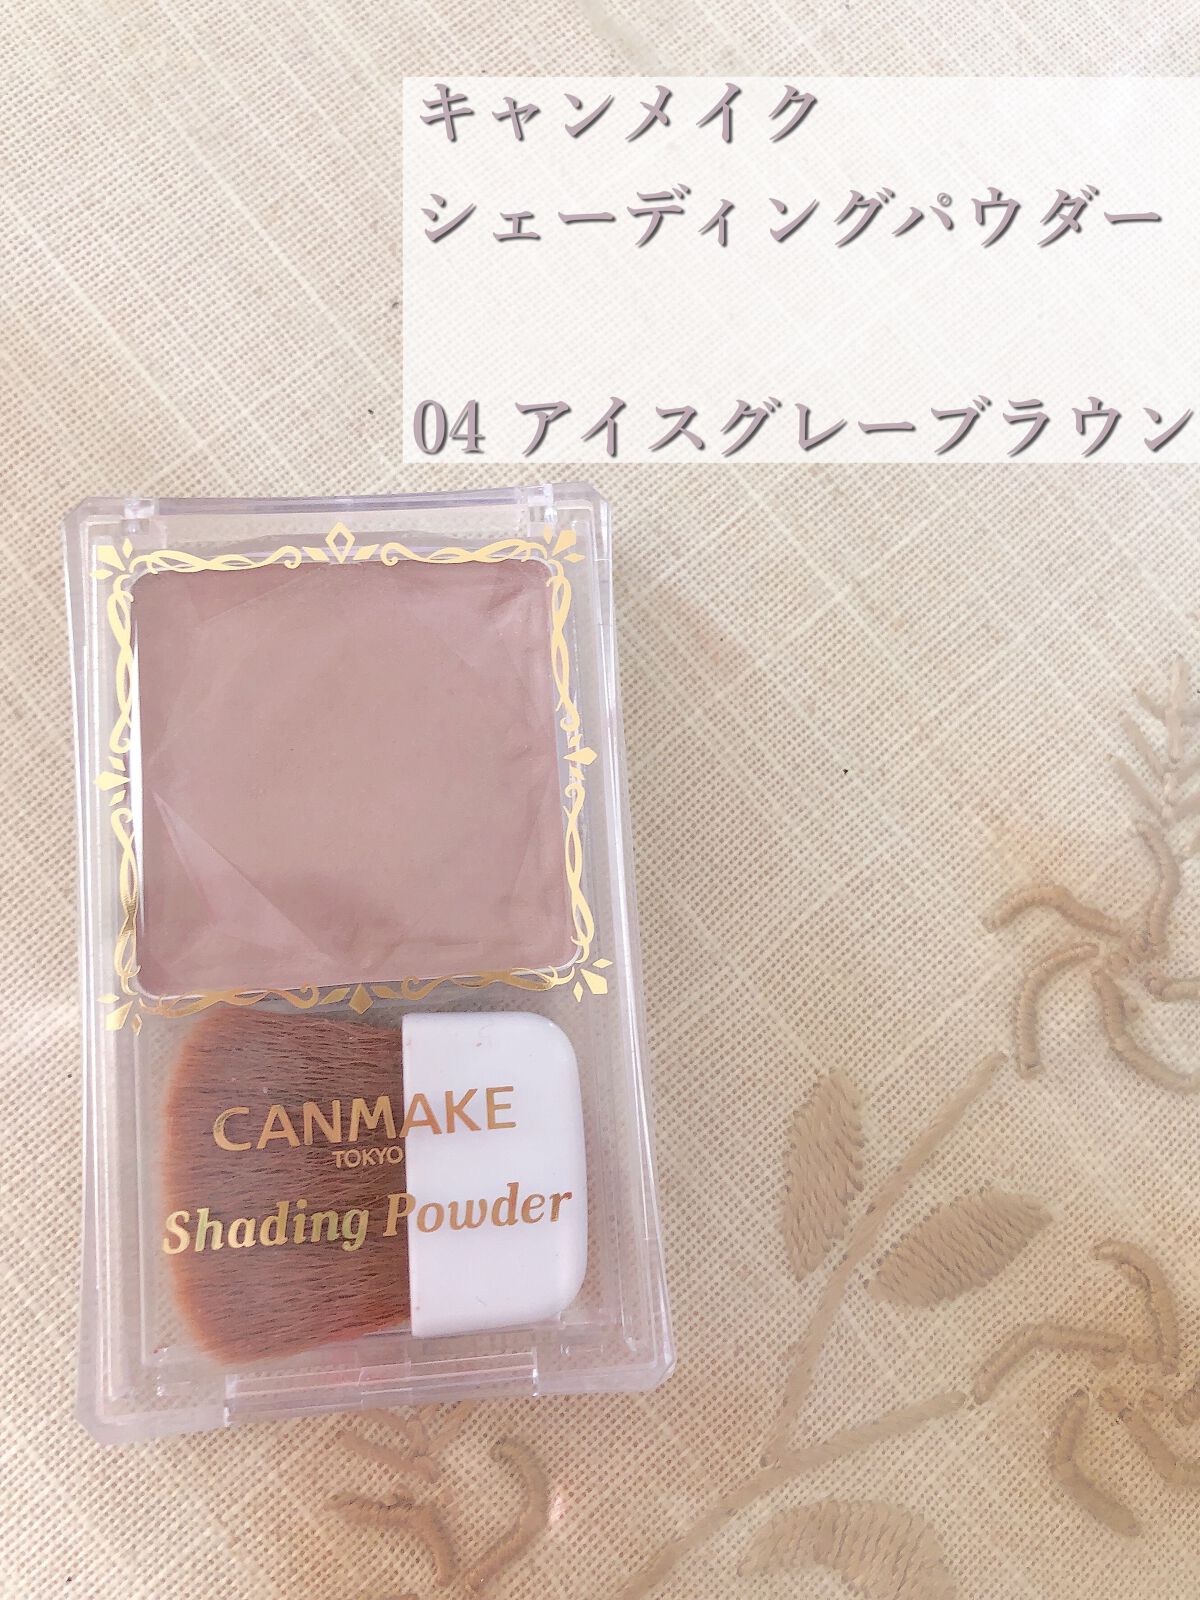 キャンメイク
シェーディングパウダー
04 アイスグレーブラウン
CANMAKE
TOKYO
Shading Powder